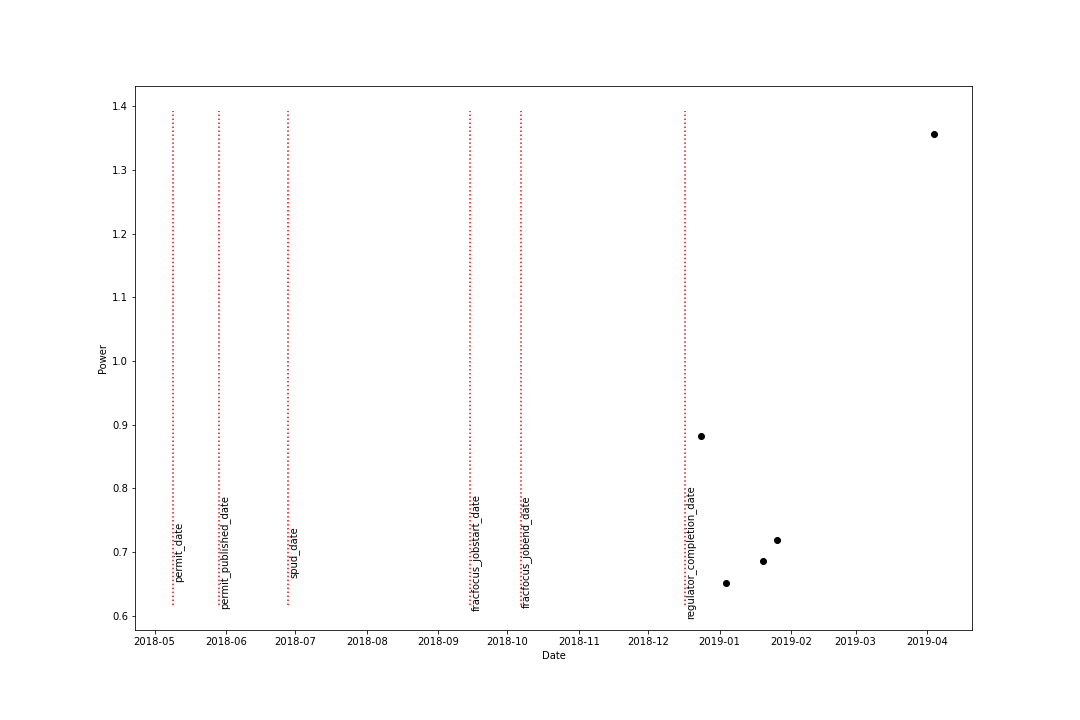 1.4
1.3
1.2
1.1
1.0
0.9
0.8
0.7
0.6
Power
permit_date
permit_published_date
spud_date
fracfocus_jobstart_date
fracfocus_jobend_date
regulator_completion_date
2018-05 2018-06 2018-07 2018-08 2018-09 2018-10 2018-11 2018-12 2019-01 2019-02 2019-03 2019-04
Date